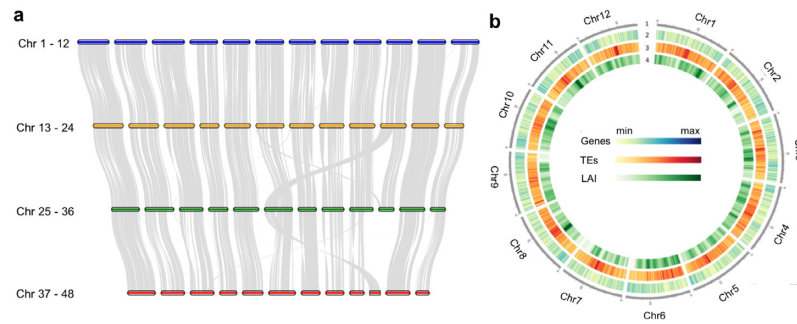 a
Chr 1 - 12
Chr 13 - 24
Chr 25 - 36
Chr 37 - 48
b
Chr12
Chr1
Chr11
Chr2
Chr10
Chr9
Chr4
Chr8
Chr5
Chr7
Chr6
1
2
3
4
min max
Genes
TEs
LAI